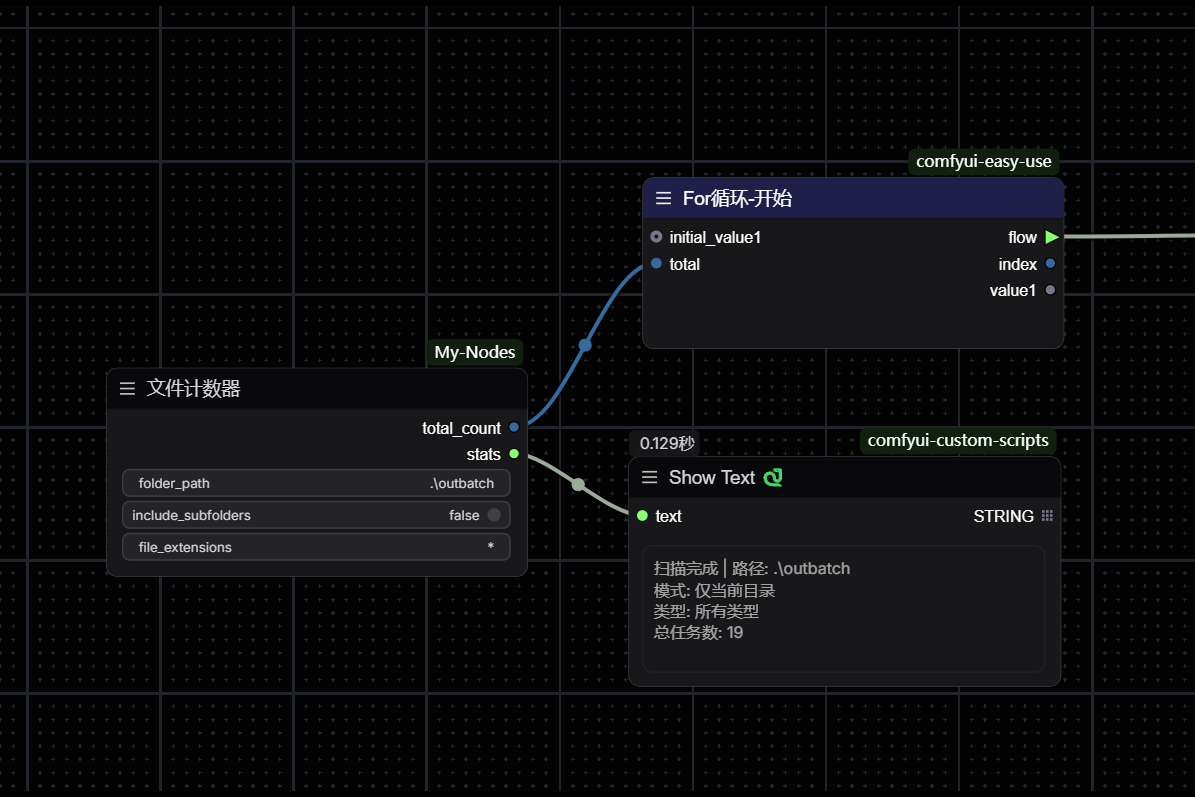 comfyui-easy-use
For循环-开始
initial_value1
flow
total
index
value1
My-Nodes
文件计数器
total_count
stats
folder_path
.\outbatch
include_subfolders
false
file_extensions
*
0.129秒
comfyui-custom-scripts
Show Text
text
STRING
扫描完成 | 路径: .\outbatch
模式: 仅当前目录
类型: 所有类型
总任务数: 19